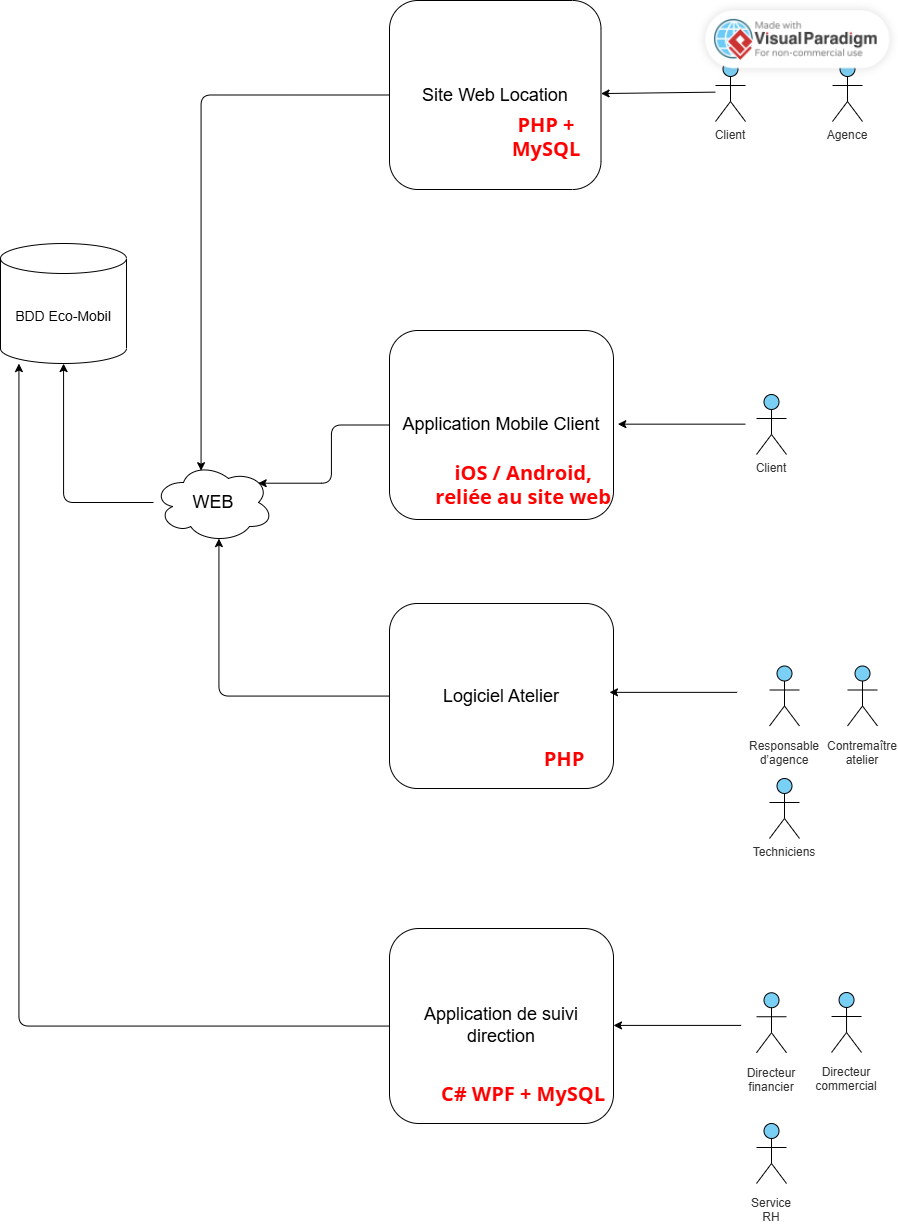 Made with
VisualParadigm
For non-commercial use
Site Web Location
PHP +
MySQL
Client
Agence
BDD Eco-Mobil
Application Mobile Client
iOS / Android,
reliée au site web
Client
WEB
Logiciel Atelier
PHP
Responsable
d'agence
Contremaître
atelier
Techniciens
Application de suivi
direction
C# WPF + MySQL
Directeur
financier
Directeur
commercial
Service
RH